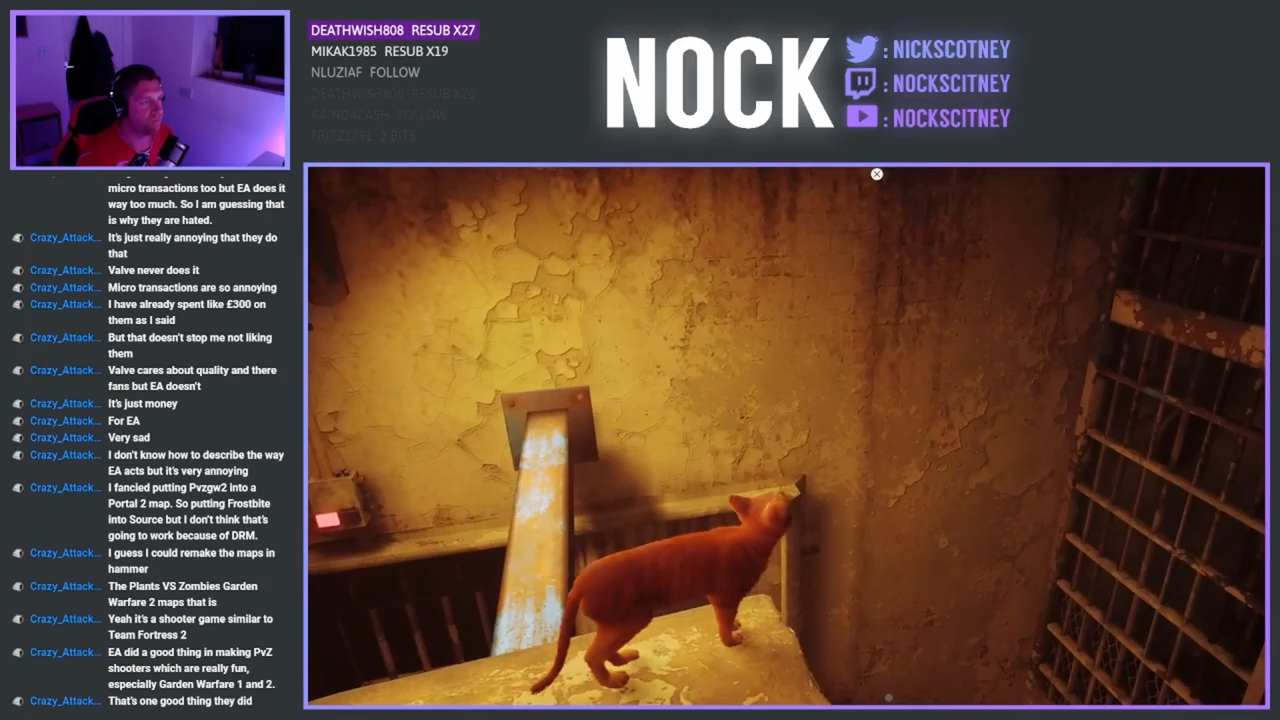 DEATHWISH808 RESUB X27
MIKAK1985 RESUB X19
NLUZIAF FOLLOW
DEATHWISH808 RESUB X26
RAINDACASH FOLLOW
FRITZ1791 2 BITS
NOCK
: NICKSCOTNEY
: NOCKSCITNEY
: NOCKSCITNEY
micro transactions too but EA does it
way too much. So I am guessing that
is why they are hated.
Crazy_Attack... It's just really annoying that they do
that
Crazy_Attack... Valve never does it
Crazy_Attack... Micro transactions are so annoying
Crazy_Attack... I have already spent like £300 on
them as I said
Crazy_Attack... But that doesn't stop me not liking
them
Crazy_Attack... Valve cares about quality and there
fans but EA doesn't
Crazy_Attack... It's just money
Crazy_Attack... For EA
Crazy_Attack... Very sad
Crazy_Attack... I don't know how to describe the way
EA acts but it's very annoying
Crazy_Attack... I fancied putting Pvzgw2 into a
Portal 2 map. So putting Frostbite
into Source but I don't think that's
going to work because of DRM.
Crazy_Attack... I guess I could remake the maps in
hammer
Crazy_Attack... The Plants VS Zombies Garden
Warfare 2 maps that is
Crazy_Attack... Yeah it's a shooter game similar to
Team Fortress 2
Crazy_Attack... EA did a good thing in making PvZ
shooters which are really fun,
especially Garden Warfare 1 and 2.
Crazy_Attack... That's one good thing they did